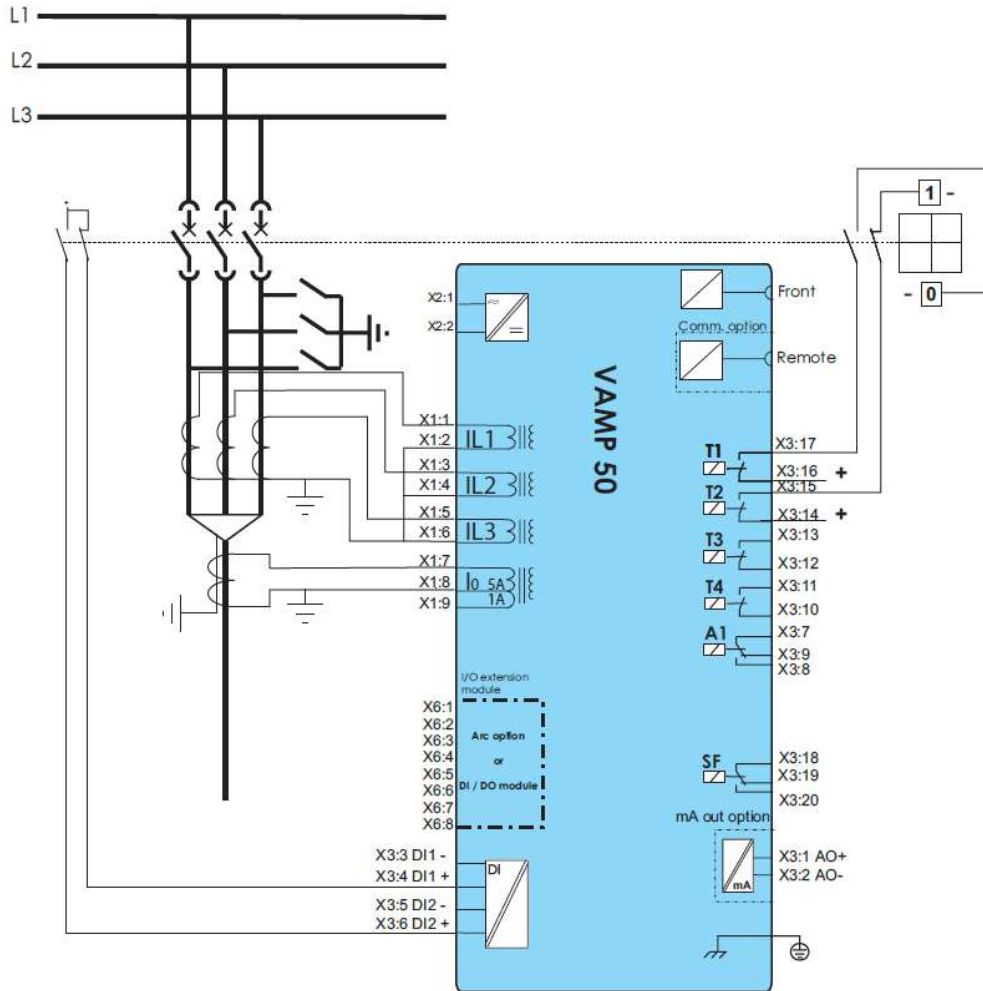 L1
L2
L3
1 -
- 0
X2:1
X2:2
Front
Comm. option
Remote
VAMP 50
X1:1
X1:2
IL1
X1:3
X1:4
IL2
X1:5
X1:6
IL3
X1:7
X1:8
I0 5A
1A
X1:9
T1
X3:17
X3:16 +
X3:15
T2
X3:14 +
X3:13
T3
X3:12
X3:11
T4
X3:10
A1
X3:7
X3:9
X3:8
I/O extension
module
X6:1
X6:2
X6:3
X6:4
X6:5
X6:6
X6:7
X6:8
Arc option
or
DI / DO module
SF
X3:18
X3:19
X3:20
mA out option
X3:1 AO+
X3:2 AO-
mA
X3:3 DI1 -
X3:4 DI1 +
X3:5 DI2 -
X3:6 DI2 +
DI